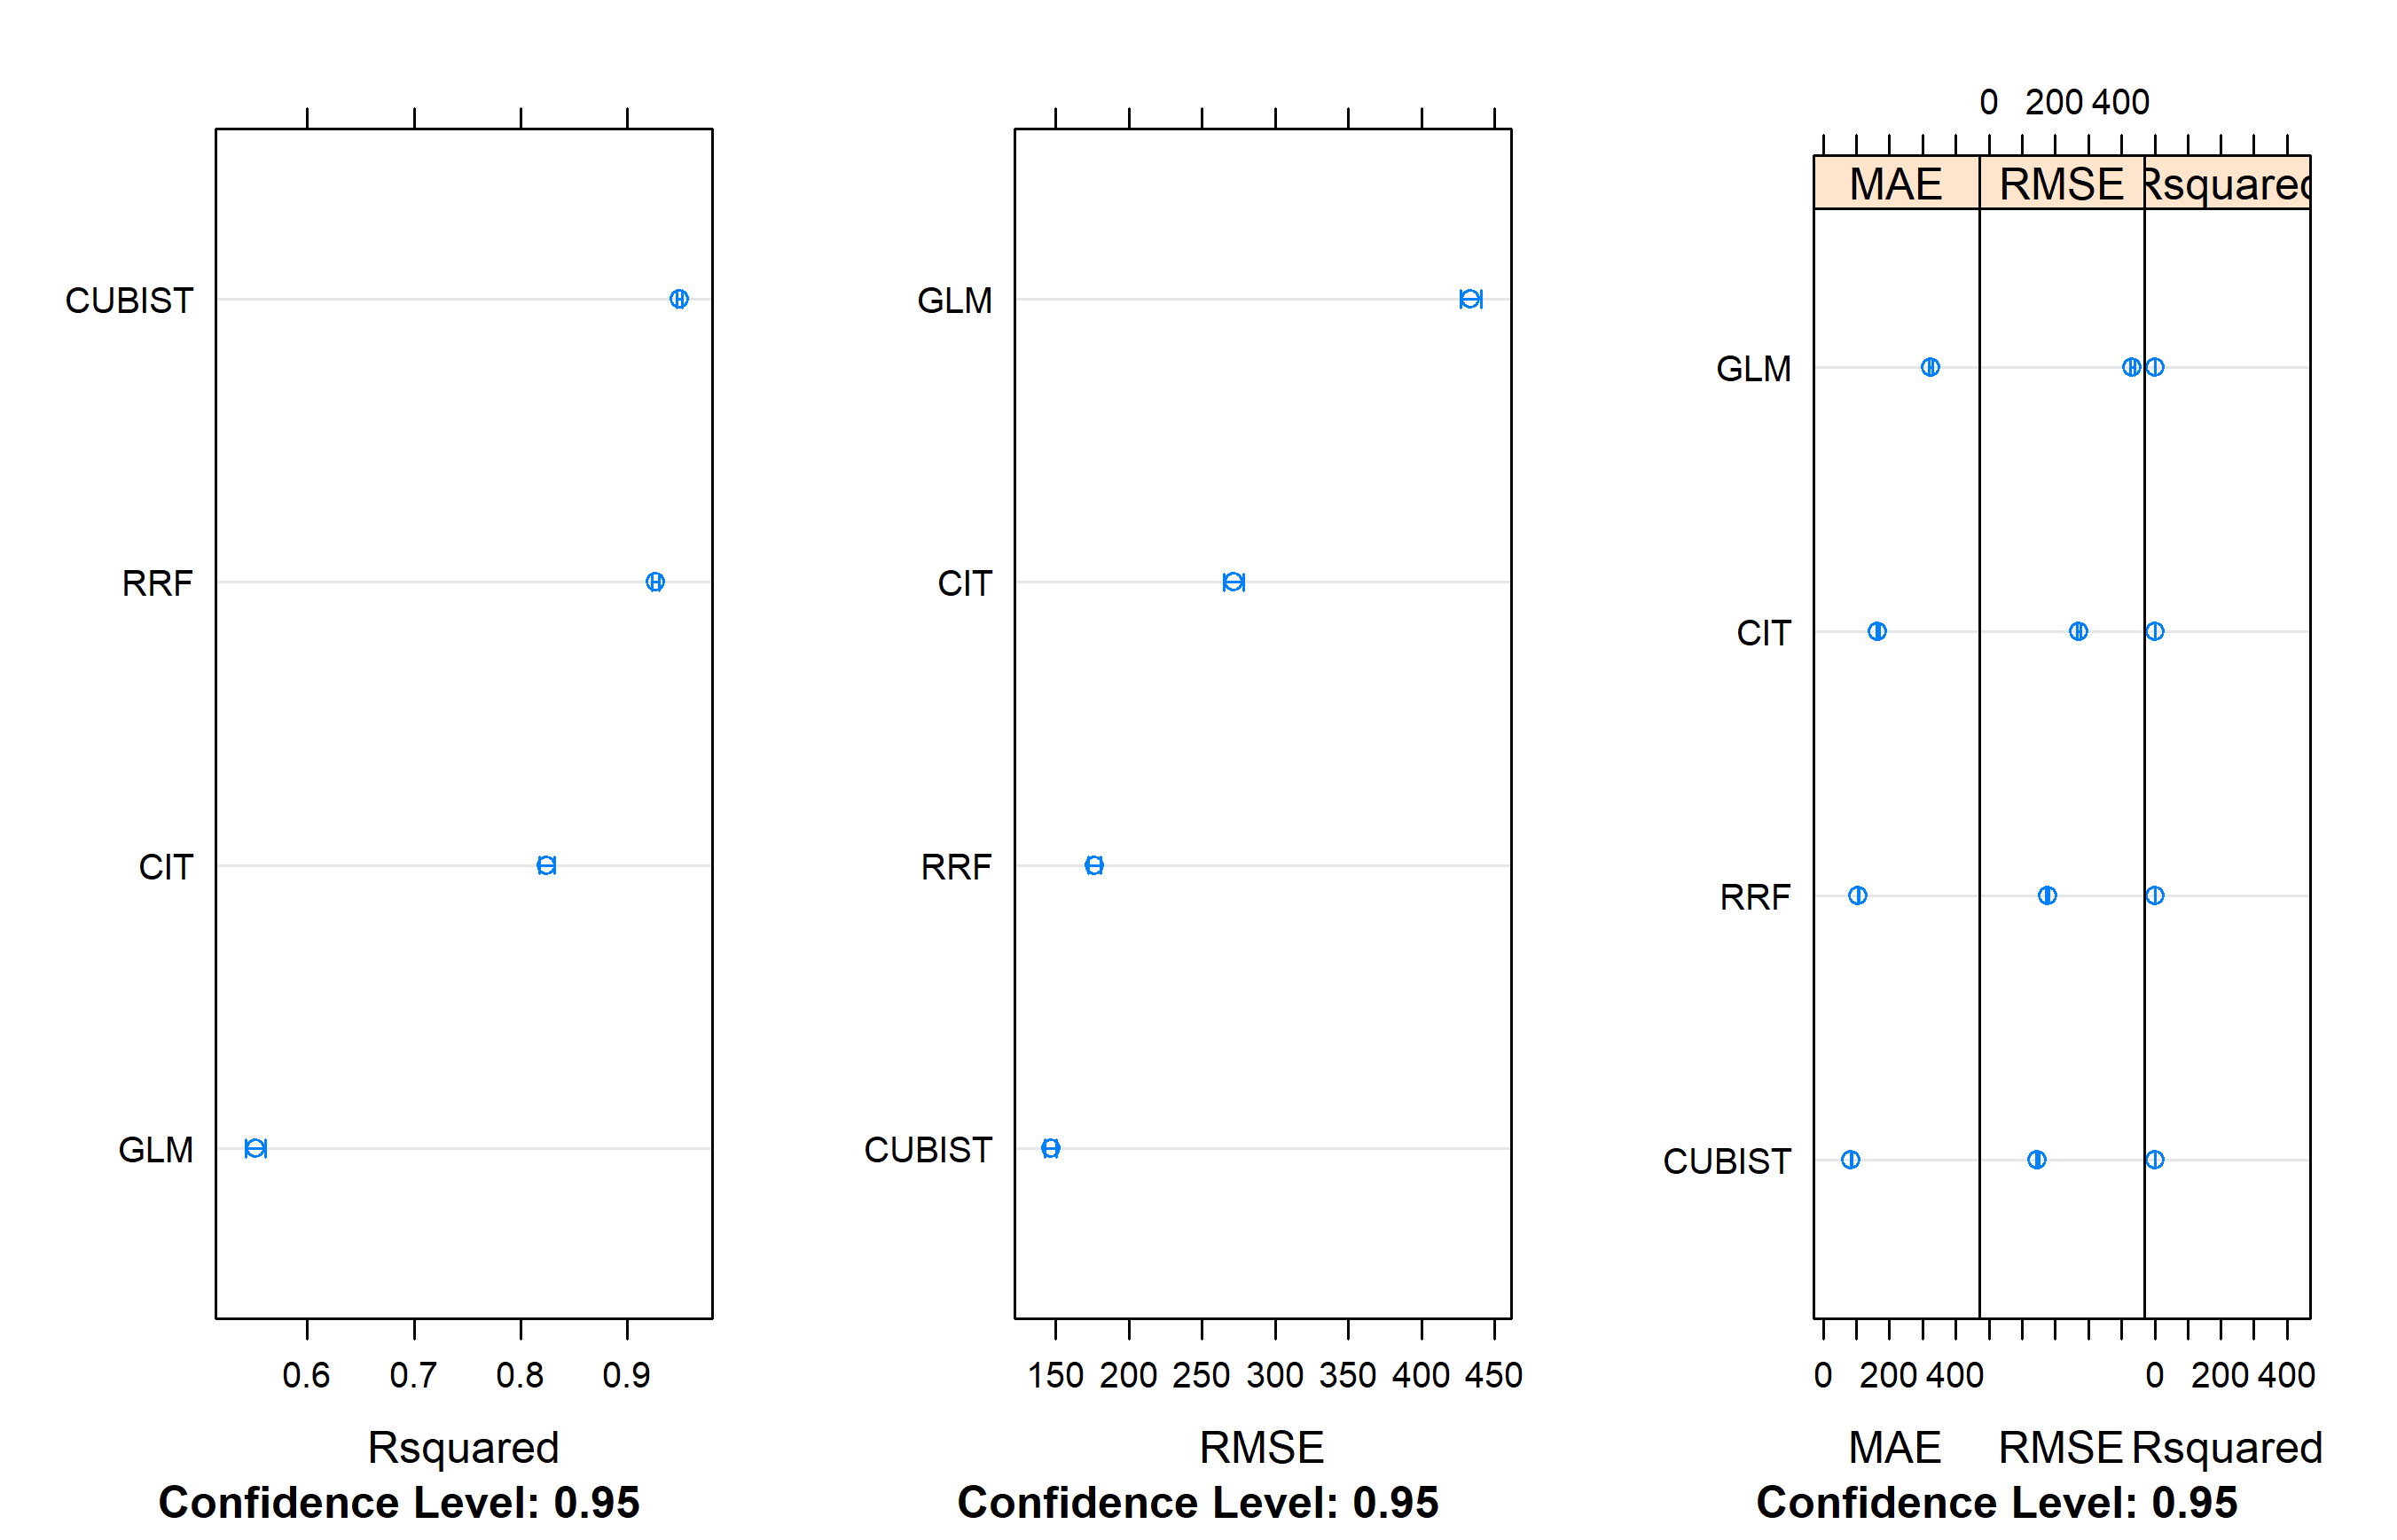 CUBIST
RRF
CIT
GLM
0.6 0.7 0.8 0.9
Rsquared
Confidence Level: 0.95
GLM
CIT
RRF
CUBIST
150 200 250 300 350 400 450
RMSE
Confidence Level: 0.95
0 200 400
MAE RMSE Rsquared
GLM
CIT
RRF
CUBIST
0 200 400 0 200 400
MAE RMSE Rsquared
Confidence Level: 0.95